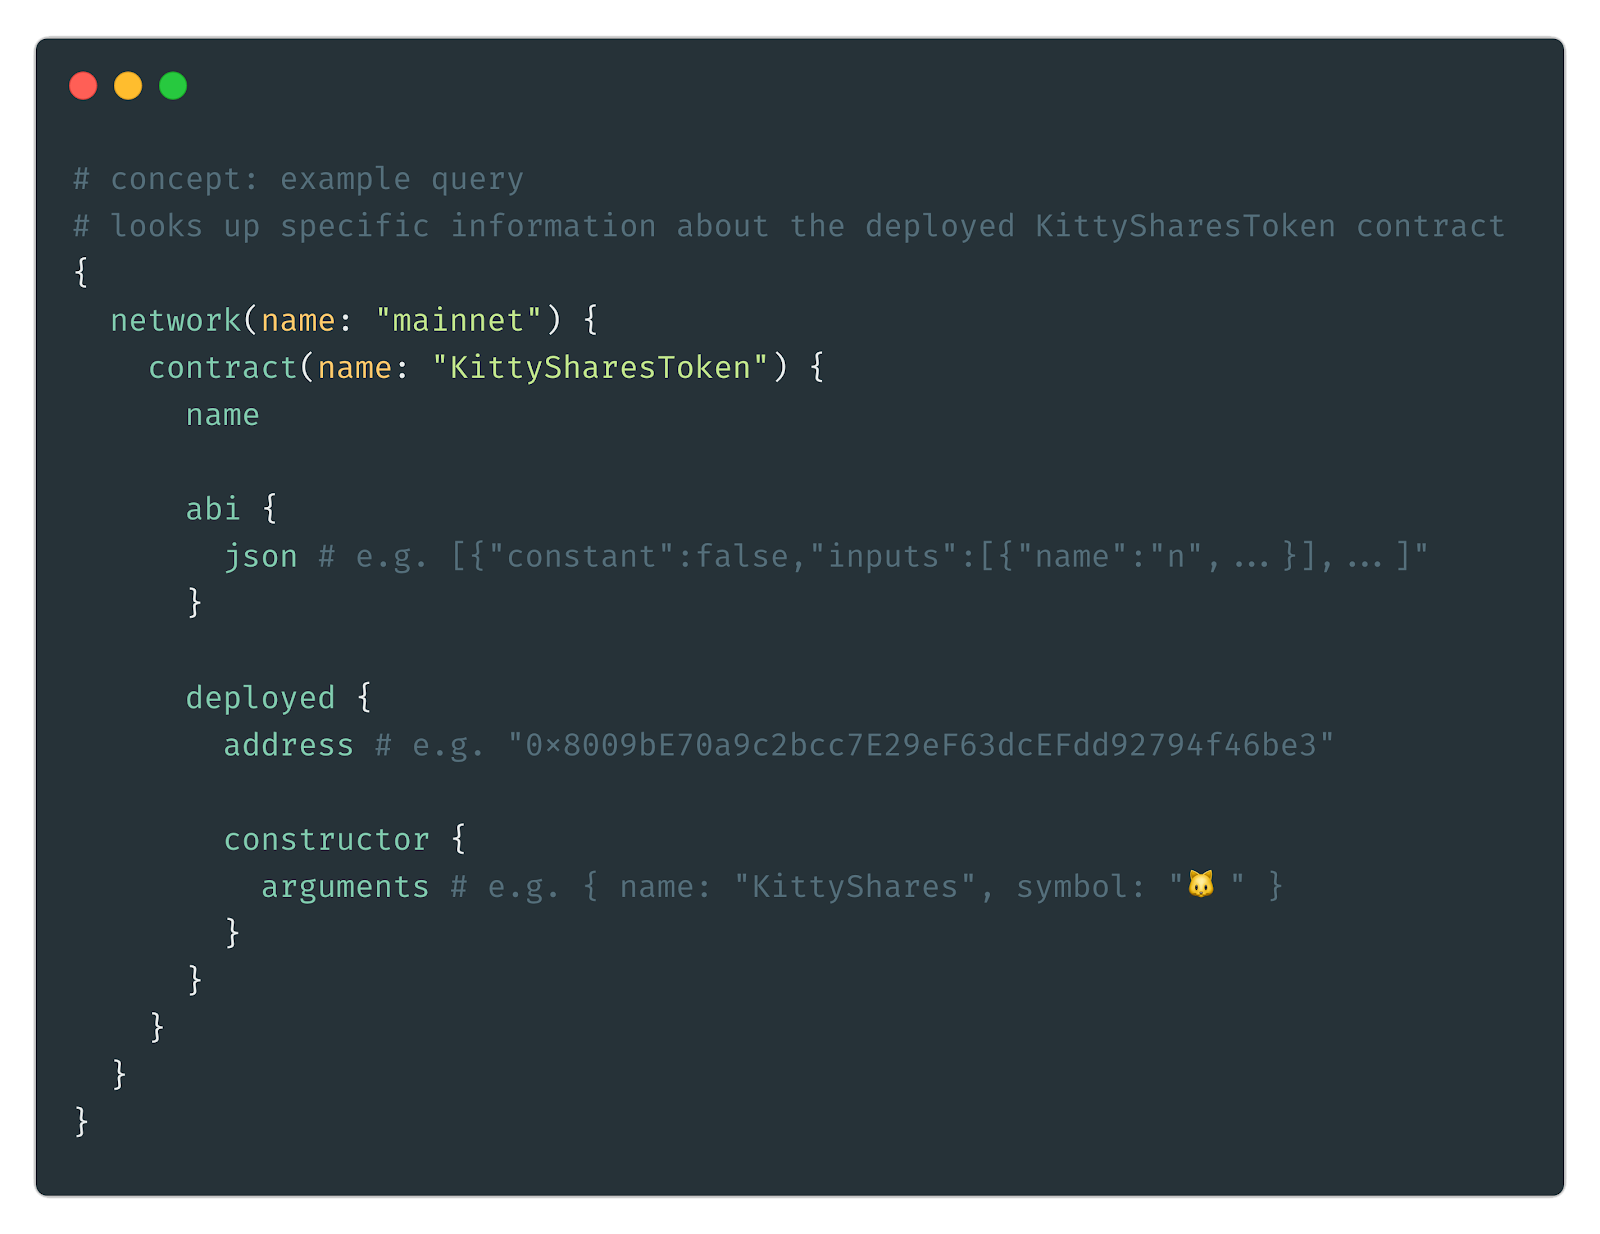 # concept: example query
# looks up specific information about the deployed KittySharesToken contract
{
  network(name: "mainnet") {
    contract(name: "KittySharesToken") {
      name

      abi {
        json # e.g. [{"constant":false,"inputs":[{"name":"n",...}],...]"
      }

      deployed {
        address # e.g. "0x8009bE70a9c2bcc7E29eF63dcEFdd92794f46be3"

        constructor {
          arguments # e.g. { name: "KittyShares", symbol: "🐱" }
        }
      }
    }
  }
}